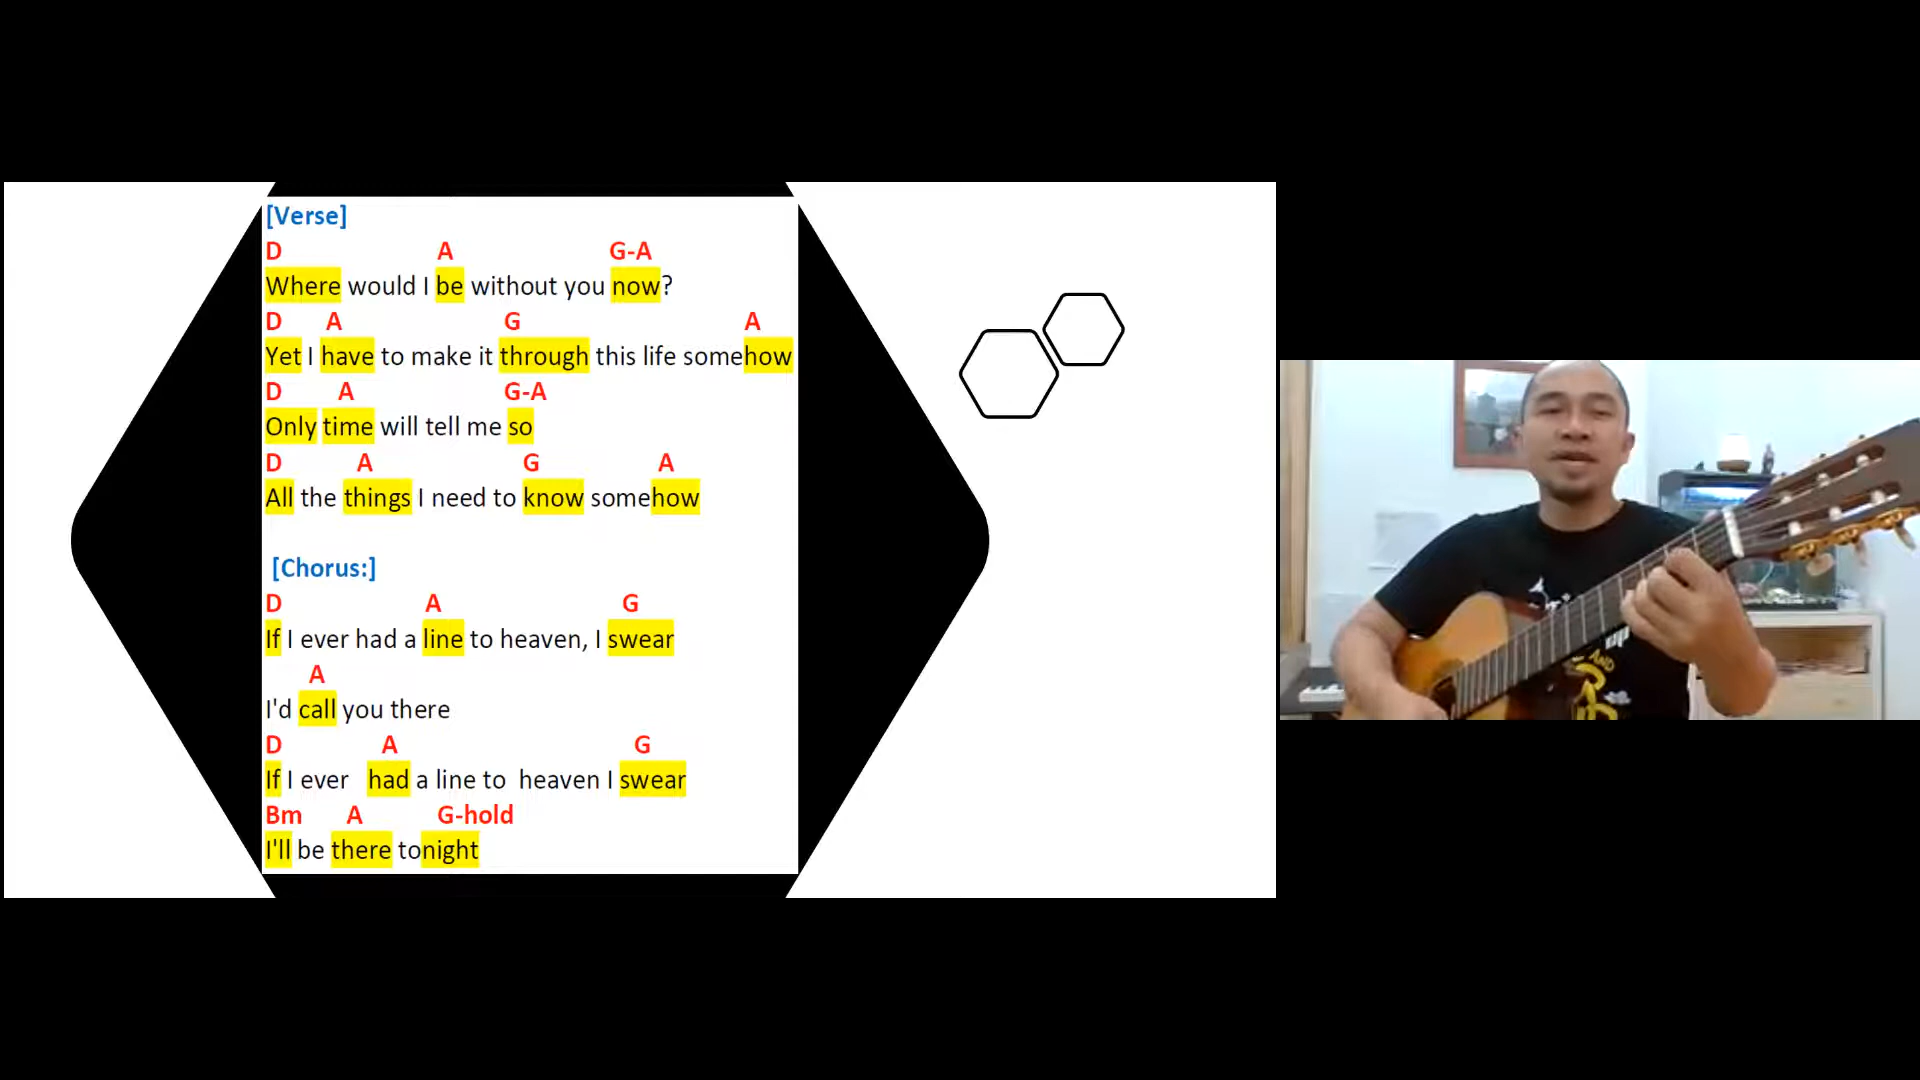 [Verse]
D A G-A
Where would I be without you now?
D A G A
Yet I have to make it through this life somehow
D A G-A
Only time will tell me so
D A G A
All the things I need to know somehow
[Chorus:]
D A G
If I ever had a line to heaven, I swear
A
I'd call you there
D A G
If I ever had a line to heaven I swear
Bm A G-hold
I'll be there tonight
AND